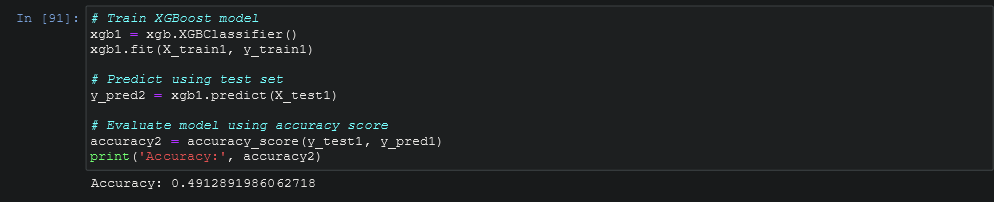 In [91]: # Train XGBoost model
xgb1 = xgb.XGBClassifier()
xgb1.fit(X_train1, y_train1)
# Predict using test set
y_pred2 = xgb1.predict(X_test1)
# Evaluate model using accuracy score
accuracy2 = accuracy_score(y_test1, y_pred1)
print('Accuracy:', accuracy2)
Accuracy: 0.4912891986062718